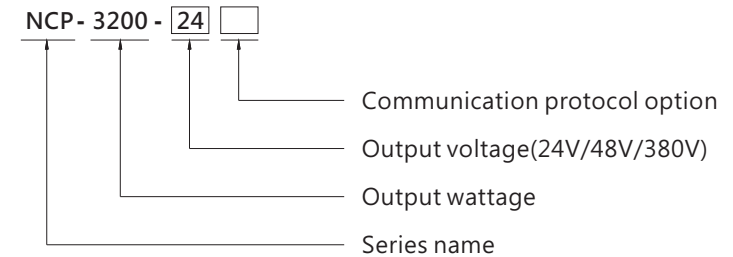 NCP - 3200 - 24
Communication protocol option
Output voltage(24V/48V/380V)
Output wattage
Series name